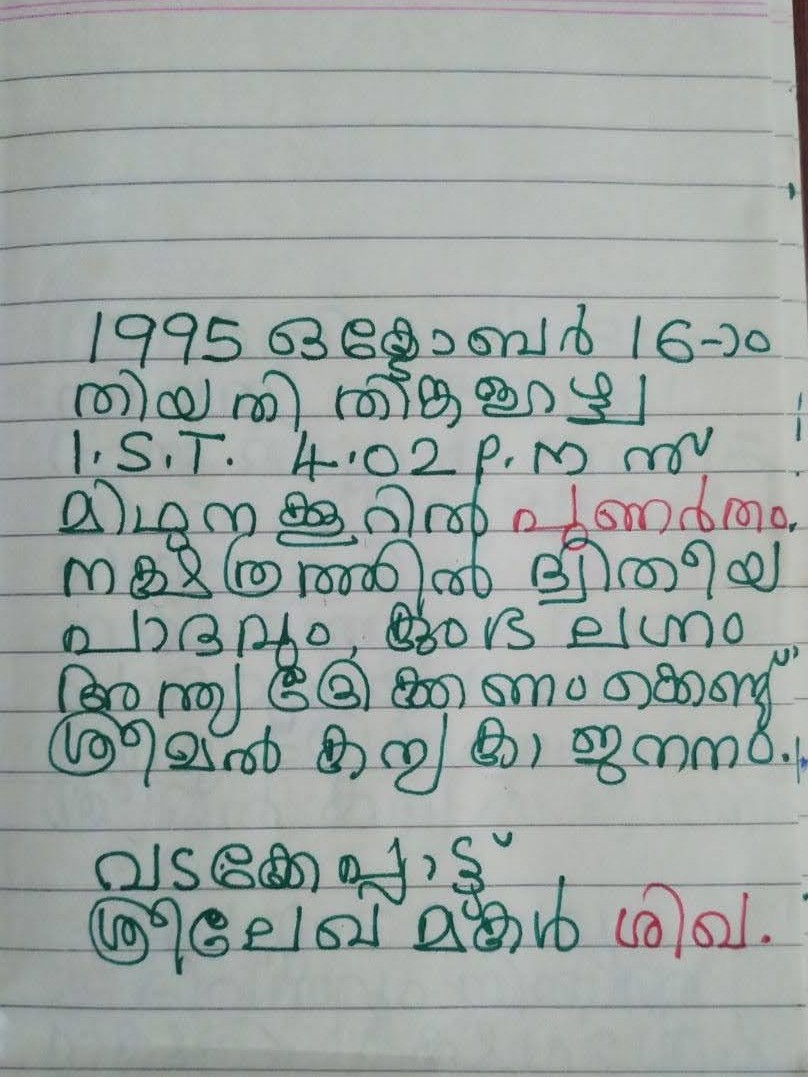 1995 ഒക്ടോബർ 16-ാം
തിയതി തിങ്കളാഴ്ച
I.S.T. 4.02 P.M ന്ന്
മിഥുനക്കൂറിൽ പുണർതം
നക്ഷത്രത്തിൽ ദ്വിതീയ
പാദവും, കുംഭ ലഗ്നം
അന്ത്യ ദ്രേക്കണം കൊണ്ട്
ശ്രീമൽ കന്യകാ ജനനം.
വടക്കേപ്പാട്ട്
ശ്രീലേഖ മകൾ ശിഖ.